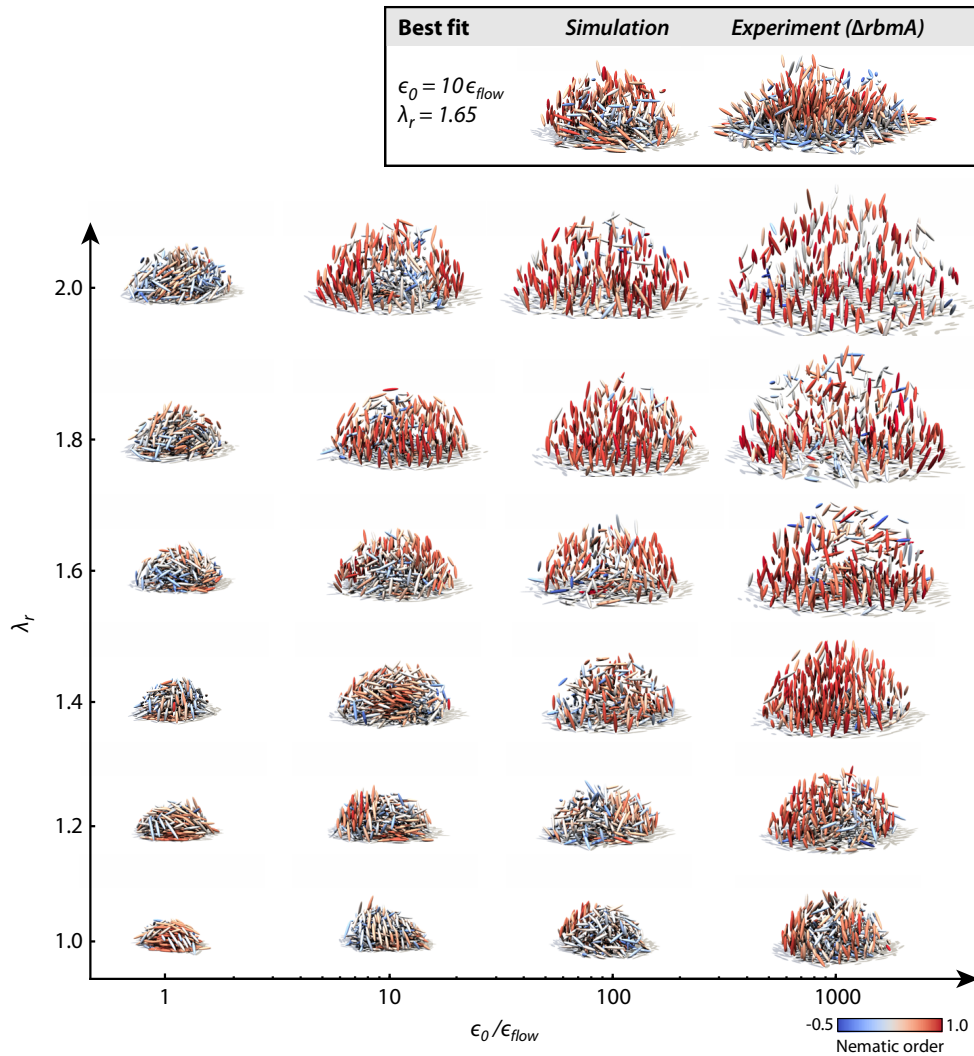 Best fit Simulation Experiment (ΔrbmA)
ϵ0 = 10ϵflow
λr = 1.65
2.0
1.8
1.6
λr
1.4
1.2
1.0
1 10 100 1000
ϵ0/ϵflow
-0.5 1.0
Nematic order